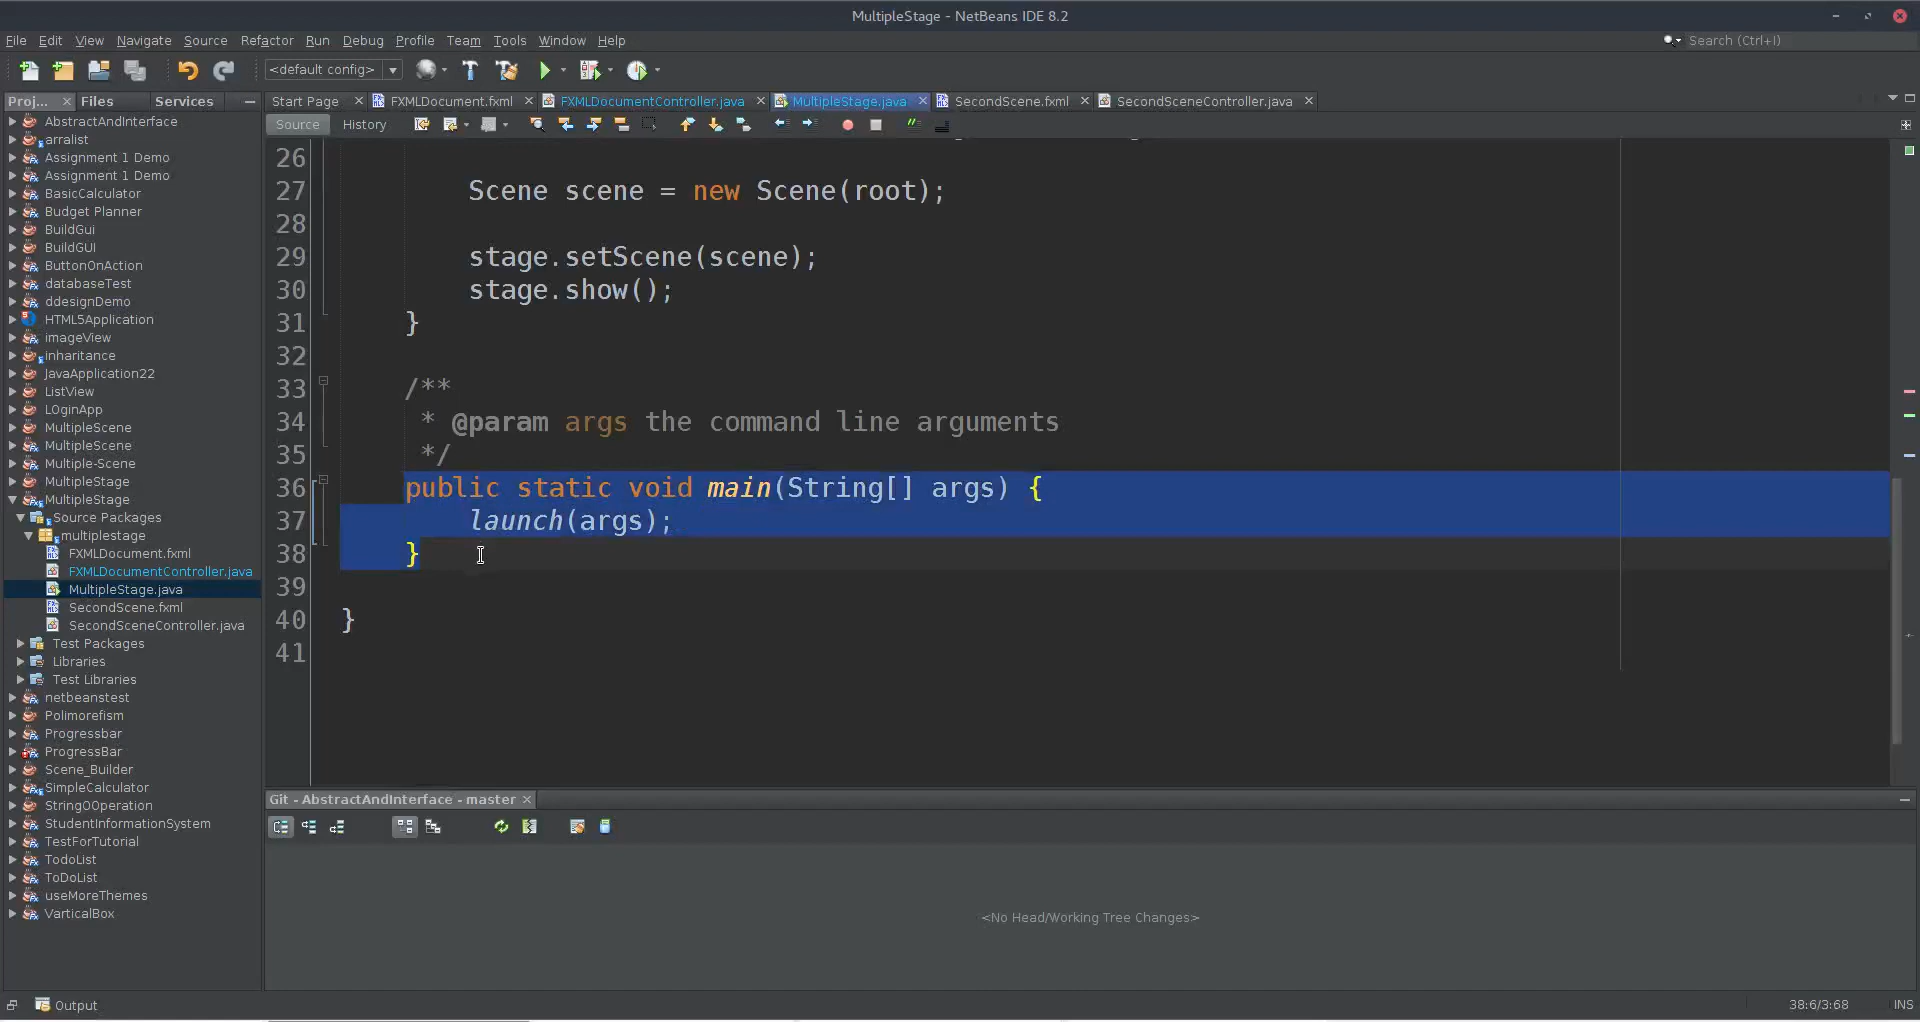 MultipleStage - NetBeans IDE 8.2
File Edit View Navigate Source Refactor Run Debug Profile Team Tools Window Help
Search (Ctrl+I)
<default config>
Proj... Files Services
Start Page FXMLDocument.fxml FXMLDocumentController.java MultipleStage.java SecondScene.fxml SecondSceneController.java
Source History
AbstractAndInterface
arralist
Assignment 1 Demo
Assignment 1 Demo
BasicCalculator
Budget Planner
BuildGui
BuildGUI
ButtonOnAction
databaseTest
ddesignDemo
HTML5Application
imageView
inharitance
JavaApplication22
ListView
LOginApp
MultipleScene
MultipleScene
Multiple-Scene
MultipleStage
MultipleStage
Source Packages
multiplestage
FXMLDocument.fxml
FXMLDocumentController.java
MultipleStage.java
SecondScene.fxml
SecondSceneController.java
Test Packages
Libraries
Test Libraries
netbeanstest
Polimorefism
Progressbar
ProgressBar
Scene_Builder
SimpleCalculator
StringOOperation
StudentInformationSystem
TestForTutorial
TodoList
ToDoList
useMoreThemes
VarticalBox
26
27 Scene scene = new Scene(root);
28
29 stage.setScene(scene);
30 stage.show();
31 }
32
33 /**
34 * @param args the command line arguments
35 */
36 public static void main(String[] args) {
37 launch(args);
38 }
39
40 }
41
Git - AbstractAndInterface - master
<No Head/Working Tree Changes>
Output
38:6/3:68 INS